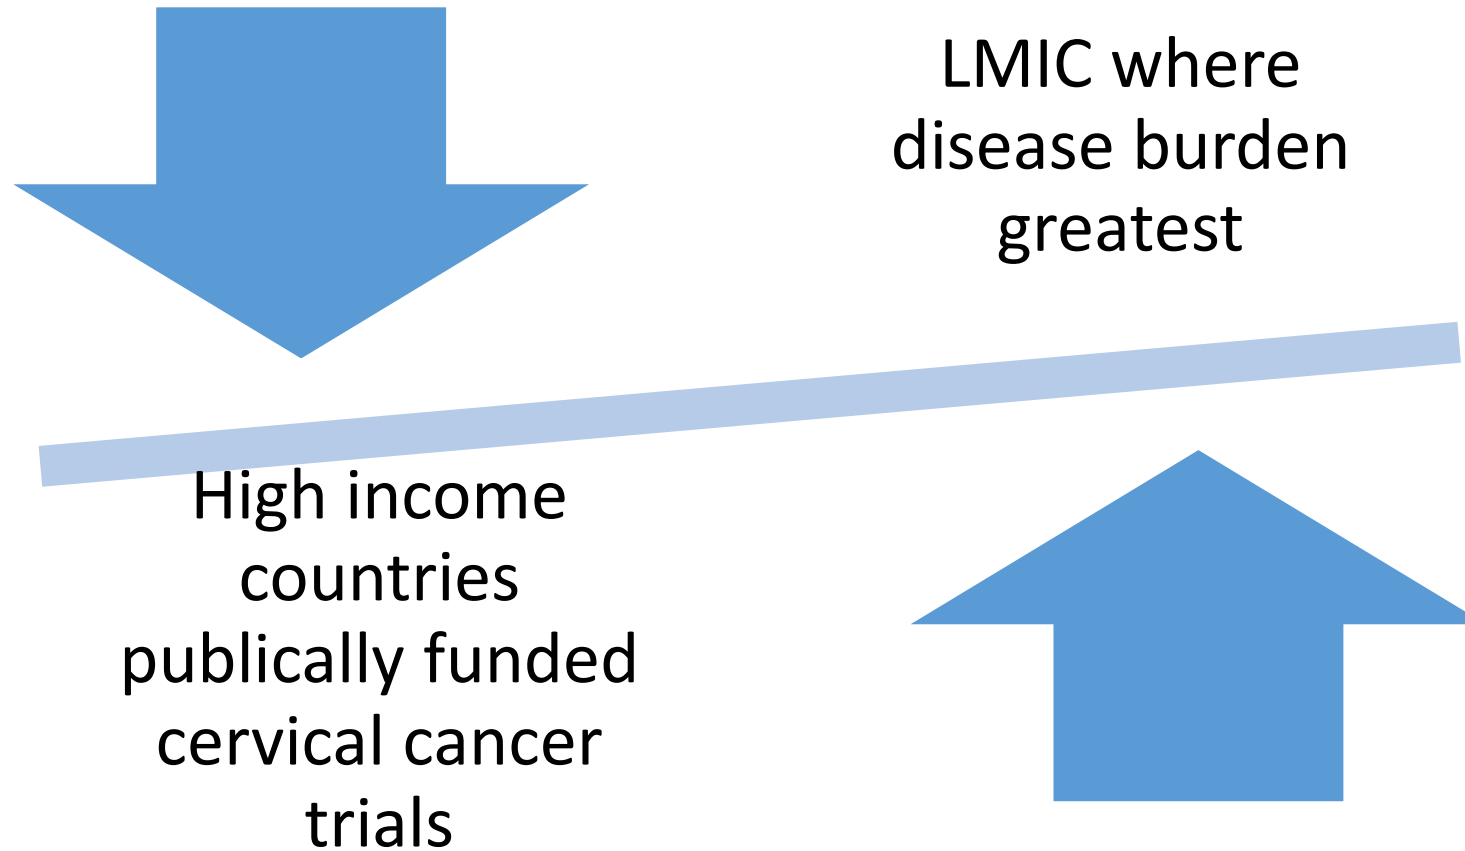 LMIC where
disease burden
greatest
High income
countries
publically funded
cervical cancer
trials